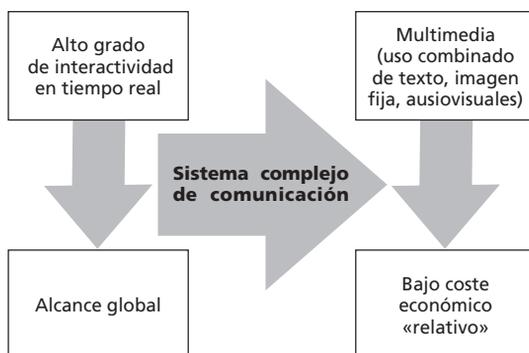 Alto grado
de interactividad
en tiempo real
Multimedia
(uso combinado
de texto, imagen
fija, ausiovisuales)
Sistema complejo
de comunicación
Alcance global
Bajo coste
económico
«relativo»